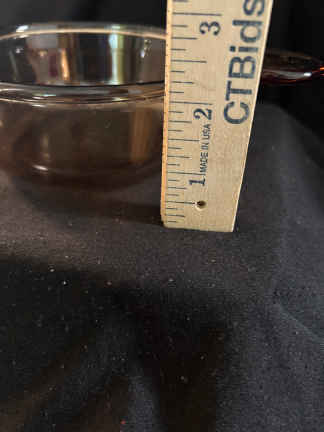 CTBids
MADE IN USA
1 2 3